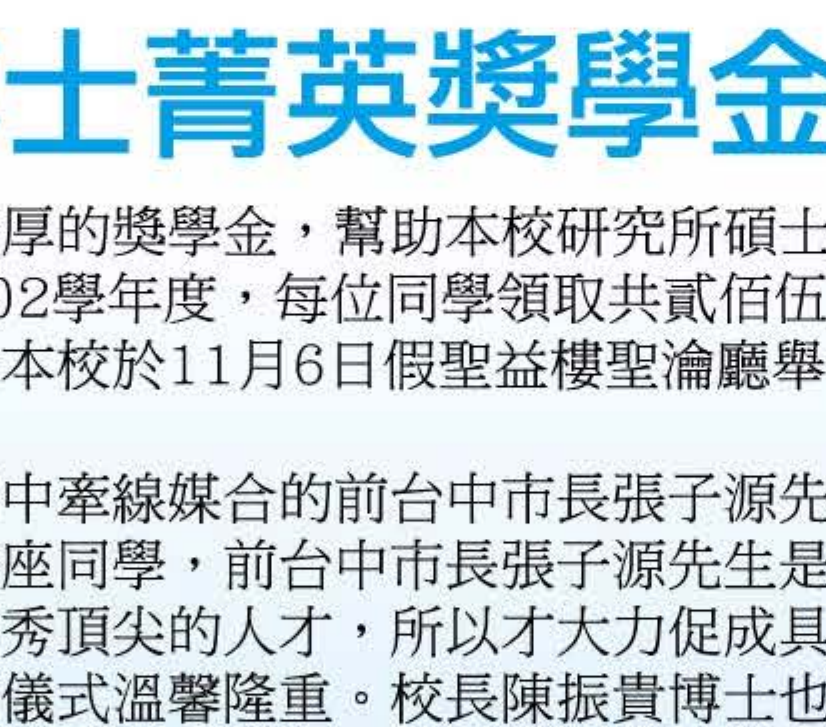 士菁英獎學金
厚的獎學金，幫助本校研究所碩士
02學年度，每位同學領取共貳佰伍
本校於11月6日假聖益樓聖瀹廳舉
中牽線媒合的前台中市長張子源先
座同學，前台中市長張子源先生是
秀頂尖的人才，所以才大力促成具
儀式溫馨隆重。校長陳振貴博士也